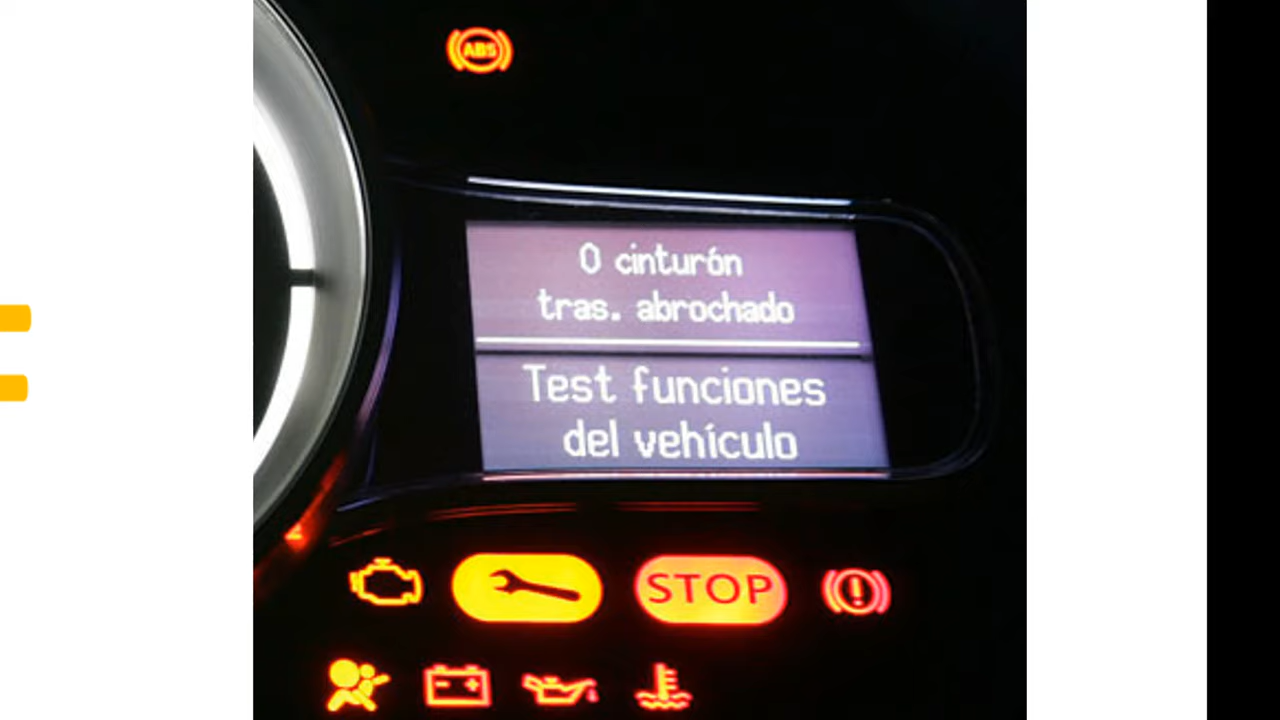 ABS
0 cinturón
tras. abrochado
Test funciones
del vehículo
STOP